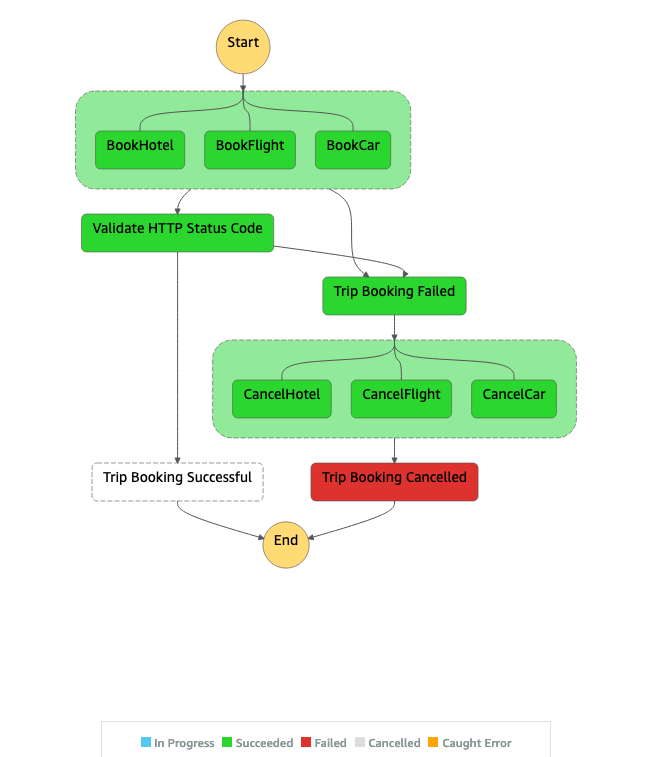 Start
BookHotel
BookFlight
BookCar
Validate HTTP Status Code
Trip Booking Failed
CancelHotel
CancelFlight
CancelCar
Trip Booking Successful
Trip Booking Cancelled
End
In Progress
Succeeded
Failed
Cancelled
Caught Error